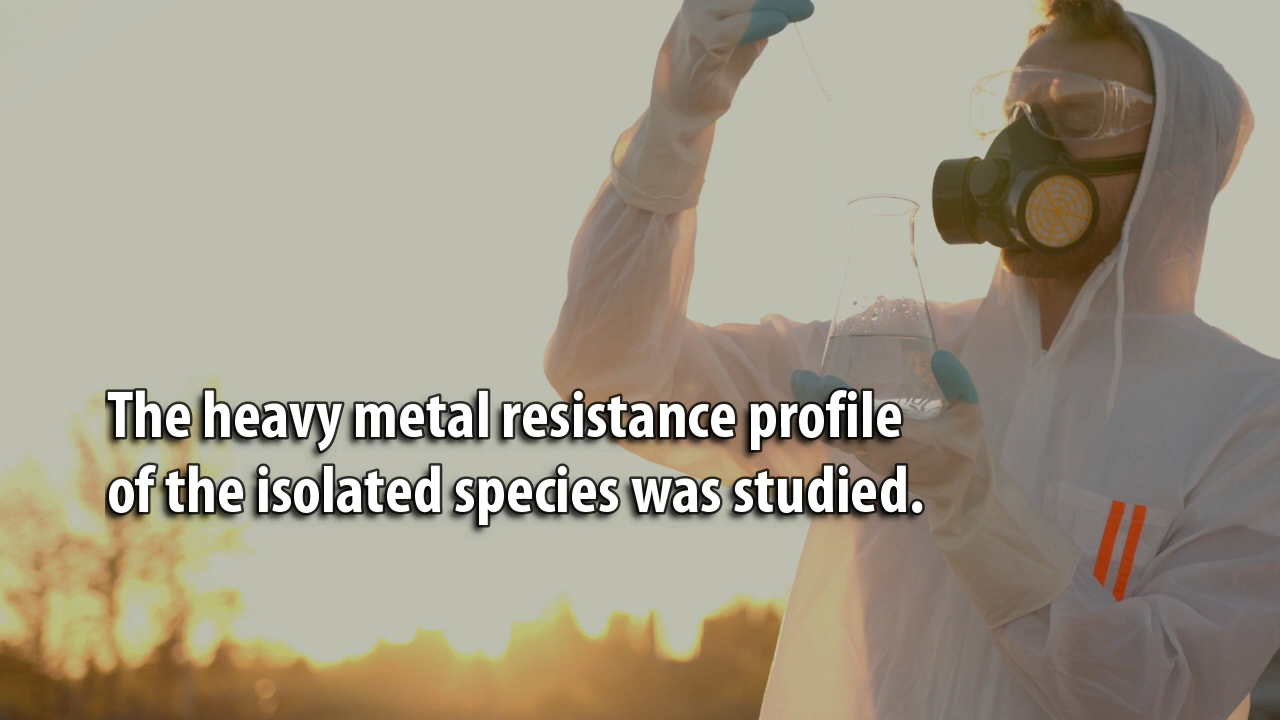 The heavy metal resistance profile
of the isolated species was studied.